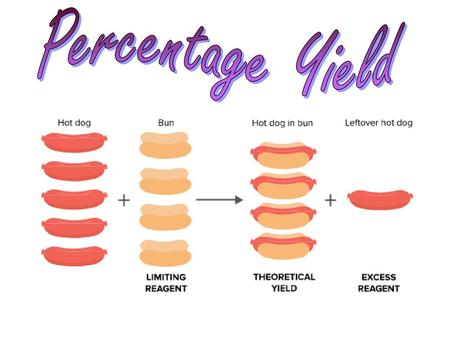 Percentage Yield
Hot dog Bun Hot dog in bun Leftover hot dog
+ +
LIMITING REAGENT
THEORETICAL YIELD
EXCESS REAGENT